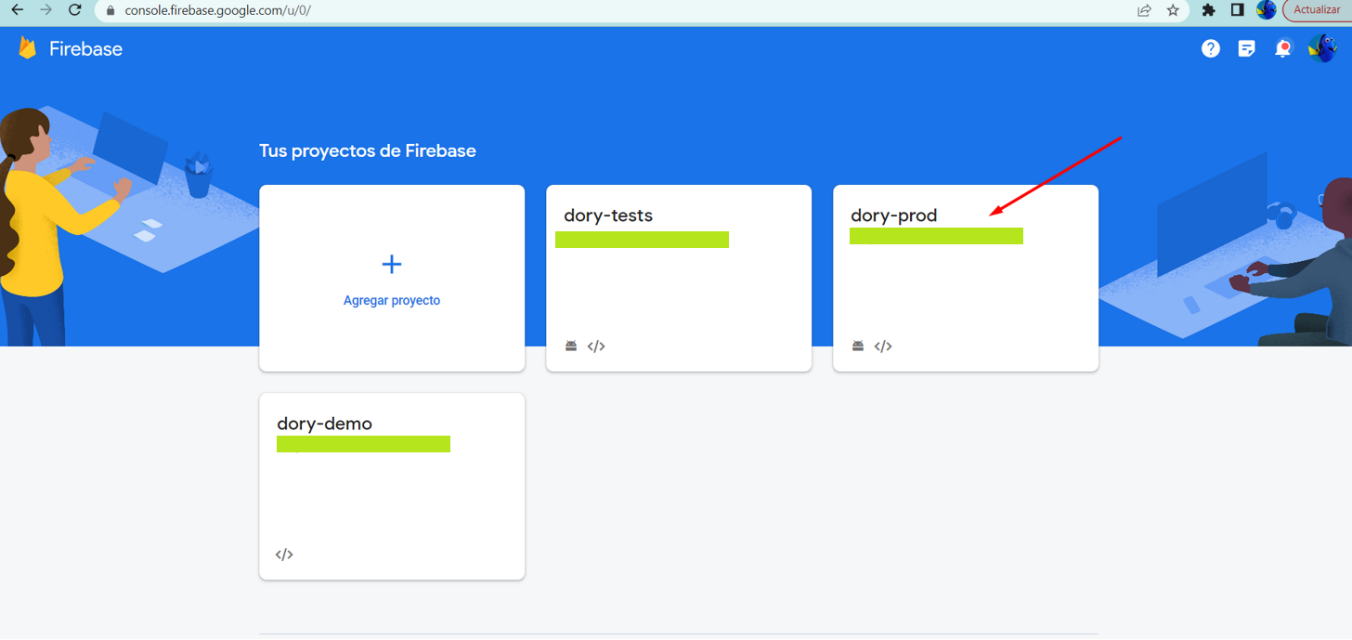 console.firebase.google.com/u/0/
Actualizar
Firebase
Tus proyectos de Firebase
Agregar proyecto
dory-tests
dory-prod
dory-demo